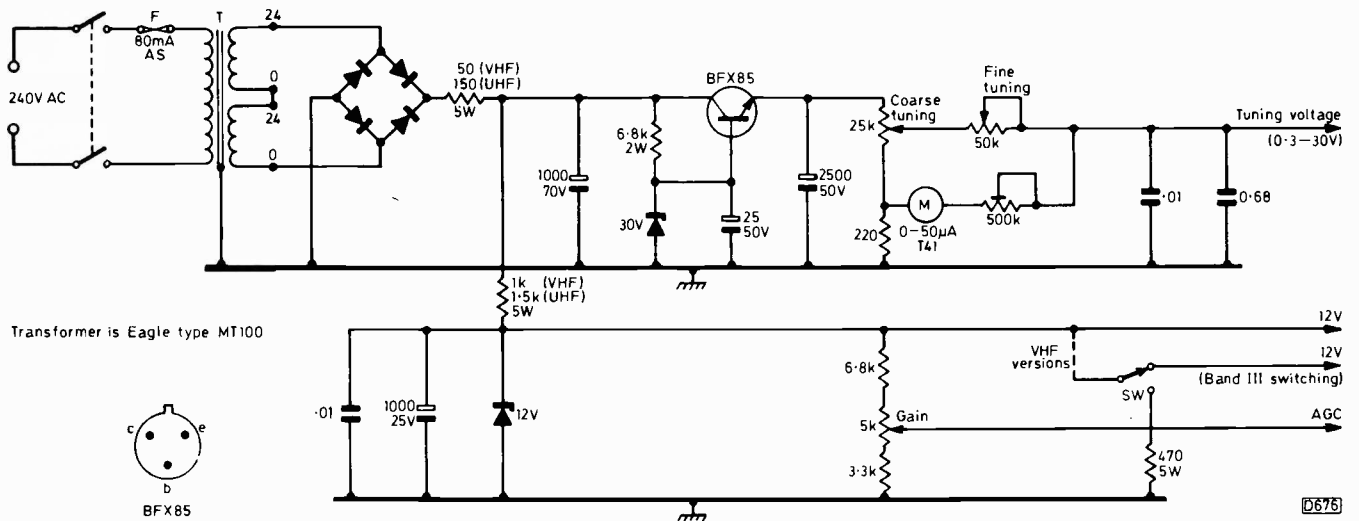 F
80mA
AS
T
24
0
24
0
240V AC
50 (VHF)
150(UHF)
5W
BFX85
Fine
tuning
Coarse
tuning
25k
50k
Tuning voltage
(0·3—30V)
6·8k
2W
1000
70V
2500
50V
30V
25
50V
M
0-50µA
T41
500k
220
·01
0·68
1k (VHF)
1·5k(UHF)
5W
Transformer is Eagle type MT100
12V
VHF
versions
12V
(Band III switching)
SW
6·8k
·01
1000
25V
12V
Gain
5k
AGC
3·3k
470
5W
c
e
b
BFX85
D676